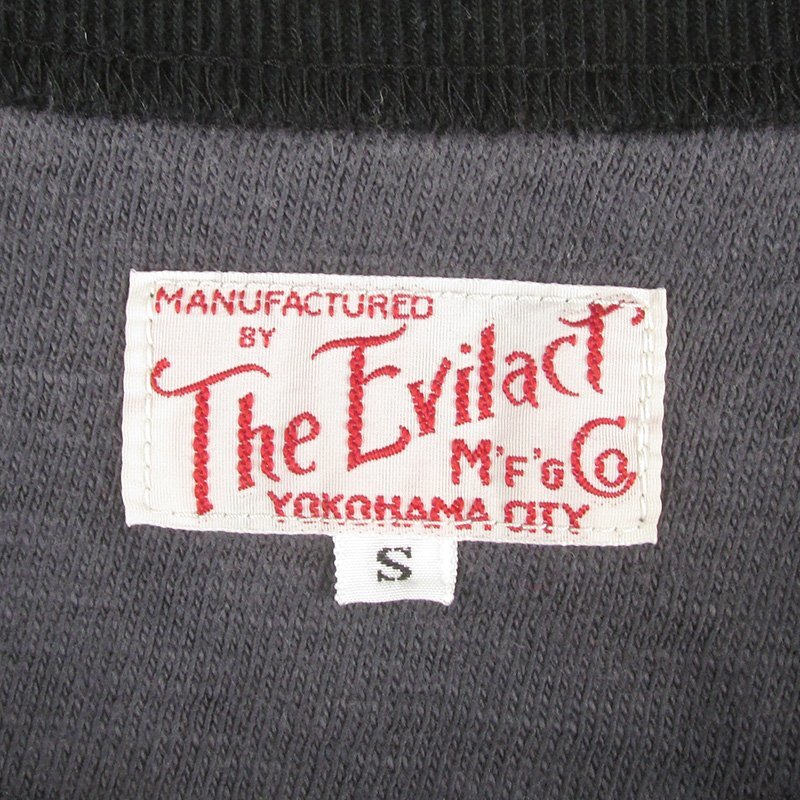 MANUFACTURED
BY
The Evilact
M'F'G Co
YOKOHAMA CITY
S